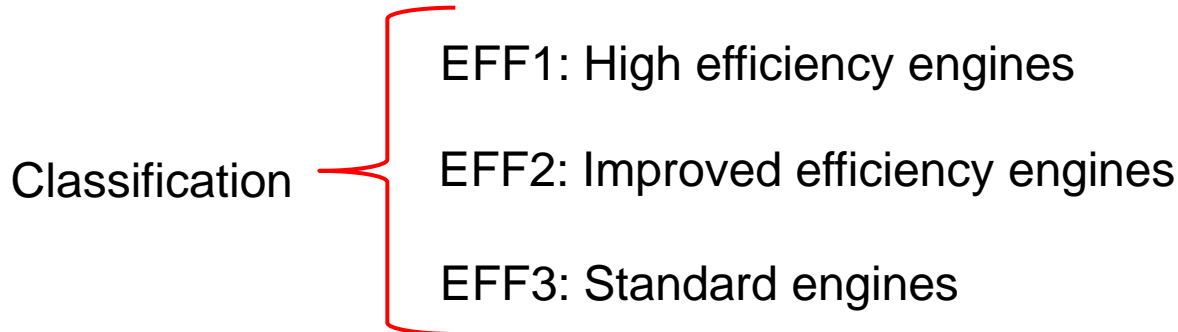 Classification
EFF1: High efficiency engines
EFF2: Improved efficiency engines
EFF3: Standard engines